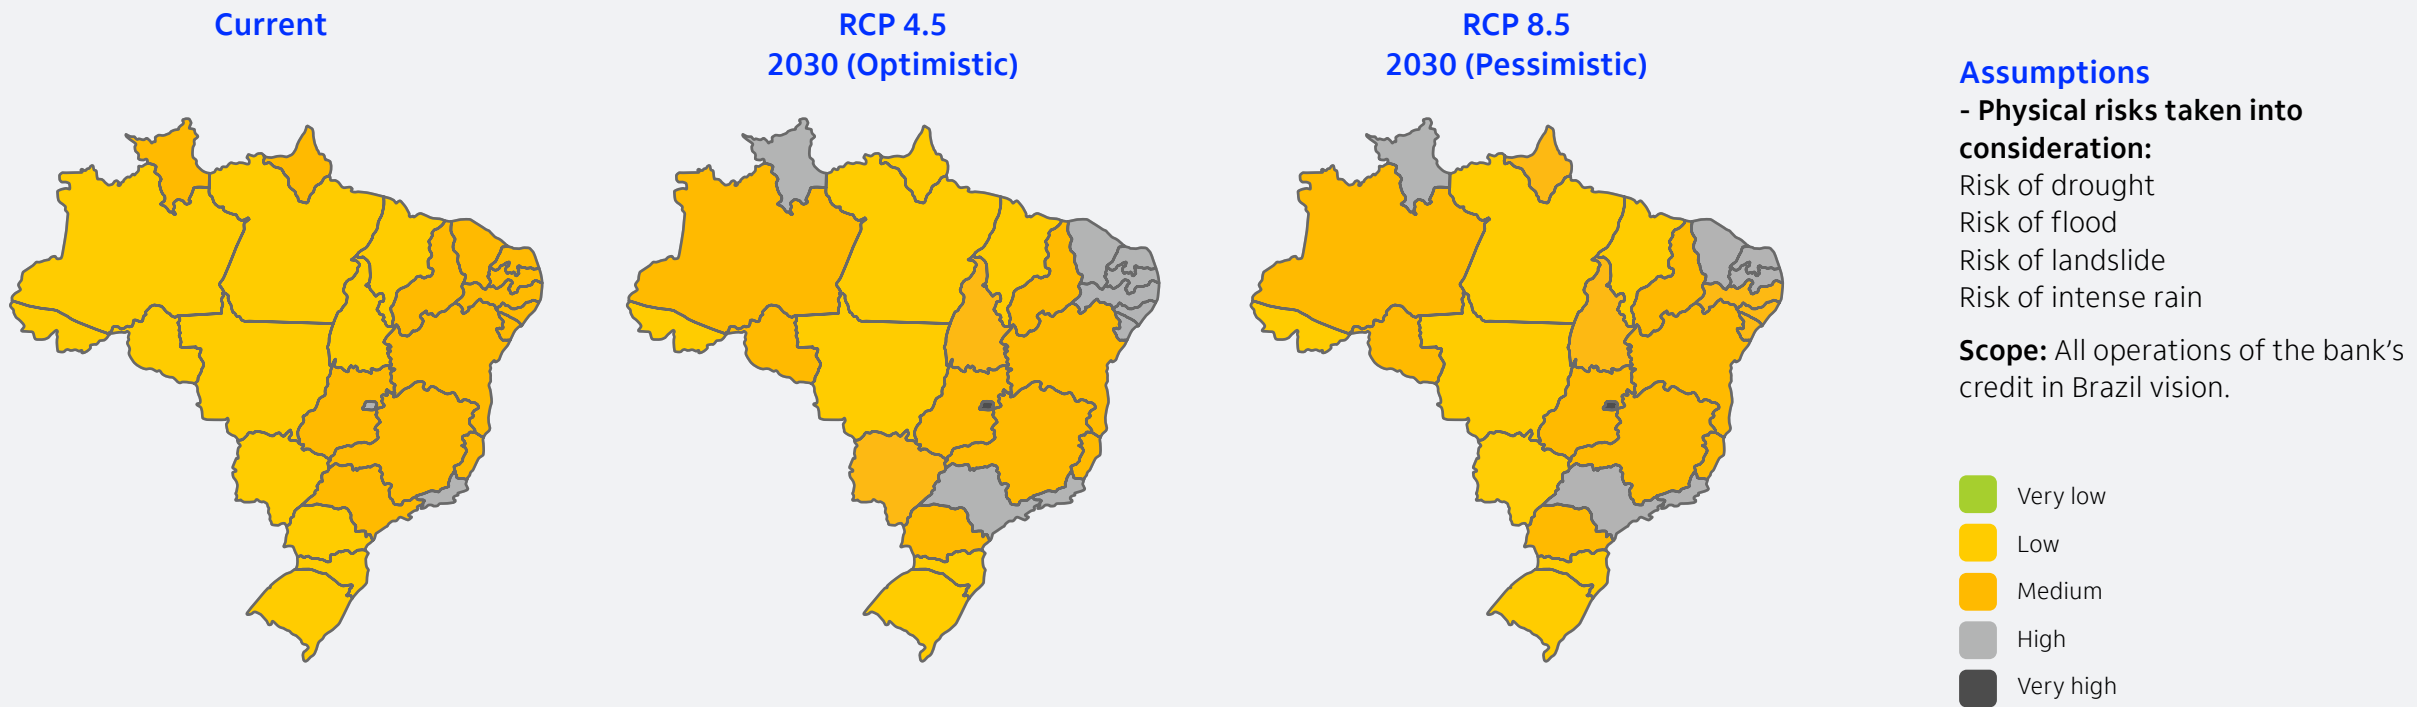 Current
RCP 4.5
2030 (Optimistic)
RCP 8.5
2030 (Pessimistic)
Assumptions
- Physical risks taken into
consideration:
Risk of drought
Risk of flood
Risk of landslide
Risk of intense rain
Scope: All operations of the bank’s
credit in Brazil vision.
Very low
Low
Medium
High
Very high